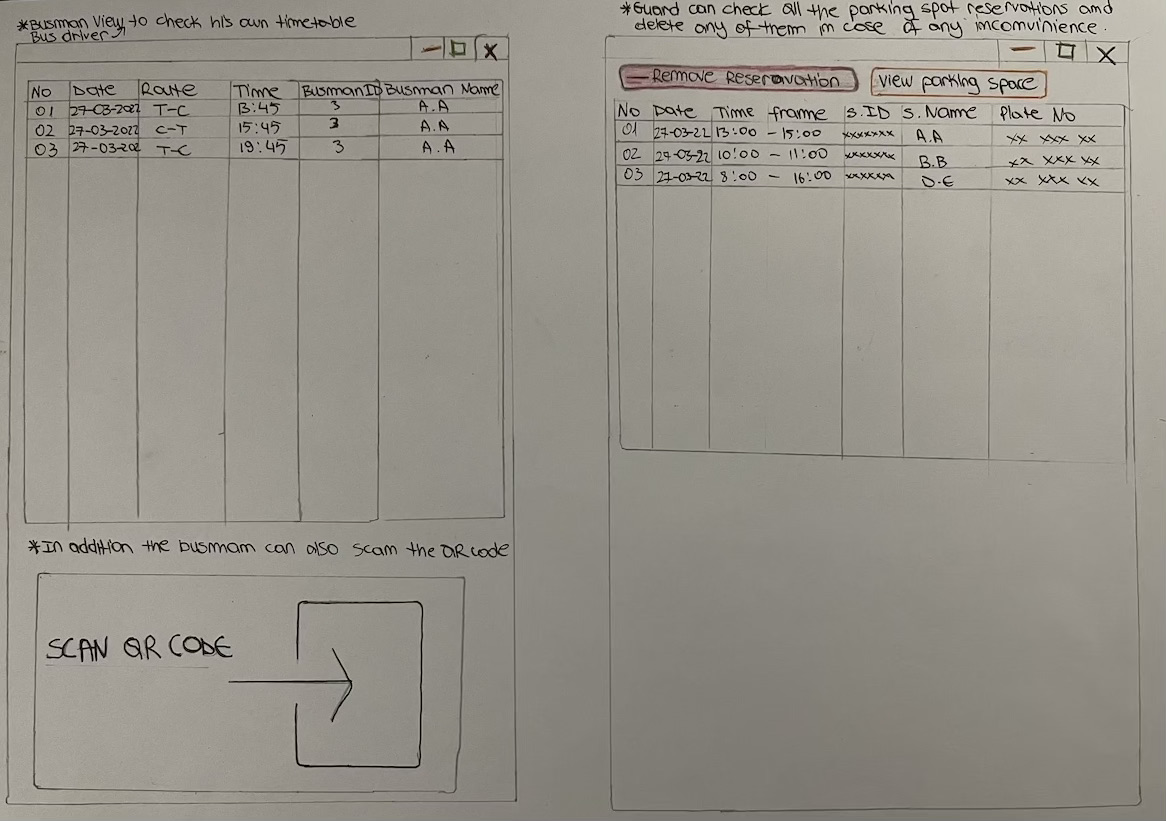 *Busman View to check his own timetable
Bus driver
No Date Route Time BusmanID Busman Name
01 27-03-2022 T-C 13:45 3 A.A
02 27-03-2022 C-T 15:45 3 A.A
03 27-03-202 T-C 19:45 3 A.A
*In addition the busman can also scan the QR code
SCAN QR CODE
*Guard can check all the parking spot reservations and
delete any of them in case of any inconvinience.
— Remove Reseravation View parking space
No Date Time frame S.ID S. Name Plate No
01 27-03-22 13:00 - 15:00 xxxxxxx A.A xx xxx xx
02 27-03-22 10:00 - 11:00 xxxxxxx B.B xx xxx xx
03 27-03-22 8:00 - 16:00 xxxxxx D.E xx xxx xx